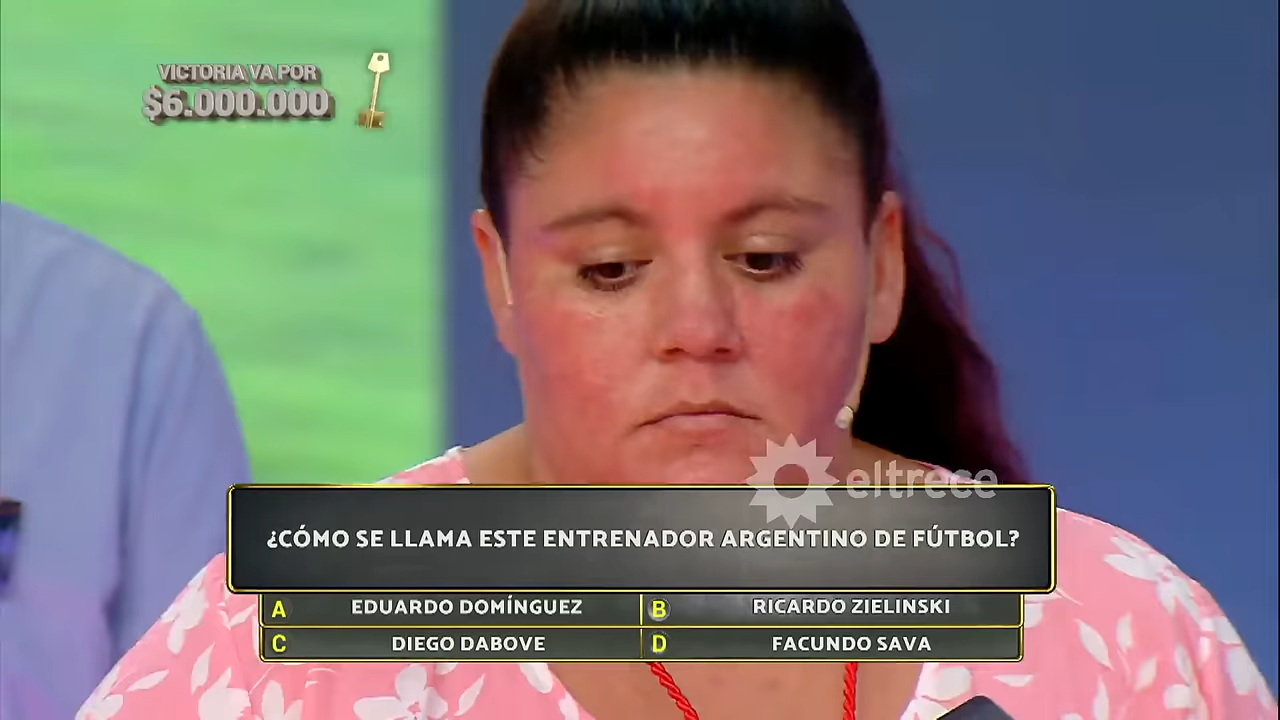 VICTORIA VA POR
$6.000.000
eltrece
¿CÓMO SE LLAMA ESTE ENTRENADOR ARGENTINO DE FÚTBOL?
A EDUARDO DOMÍNGUEZ B RICARDO ZIELINSKI
C DIEGO DABOVE D FACUNDO SAVA